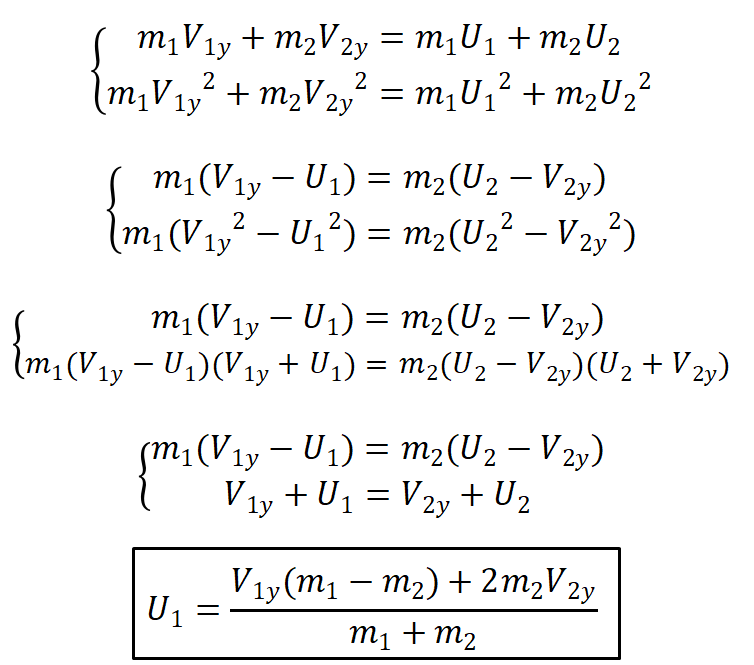 m₁V₁y + m₂V₂y = m₁U₁ + m₂U₂
m₁V₁y² + m₂V₂y² = m₁U₁² + m₂U₂²
m₁(V₁y − U₁) = m₂(U₂ − V₂y)
m₁(V₁y² − U₁²) = m₂(U₂² − V₂y²)
m₁(V₁y − U₁) = m₂(U₂ − V₂y)
m₁(V₁y − U₁)(V₁y + U₁) = m₂(U₂ − V₂y)(U₂ + V₂y)
m₁(V₁y − U₁) = m₂(U₂ − V₂y)
V₁y + U₁ = V₂y + U₂
U₁ = (V₁y(m₁ − m₂) + 2m₂V₂y) / (m₁ + m₂)